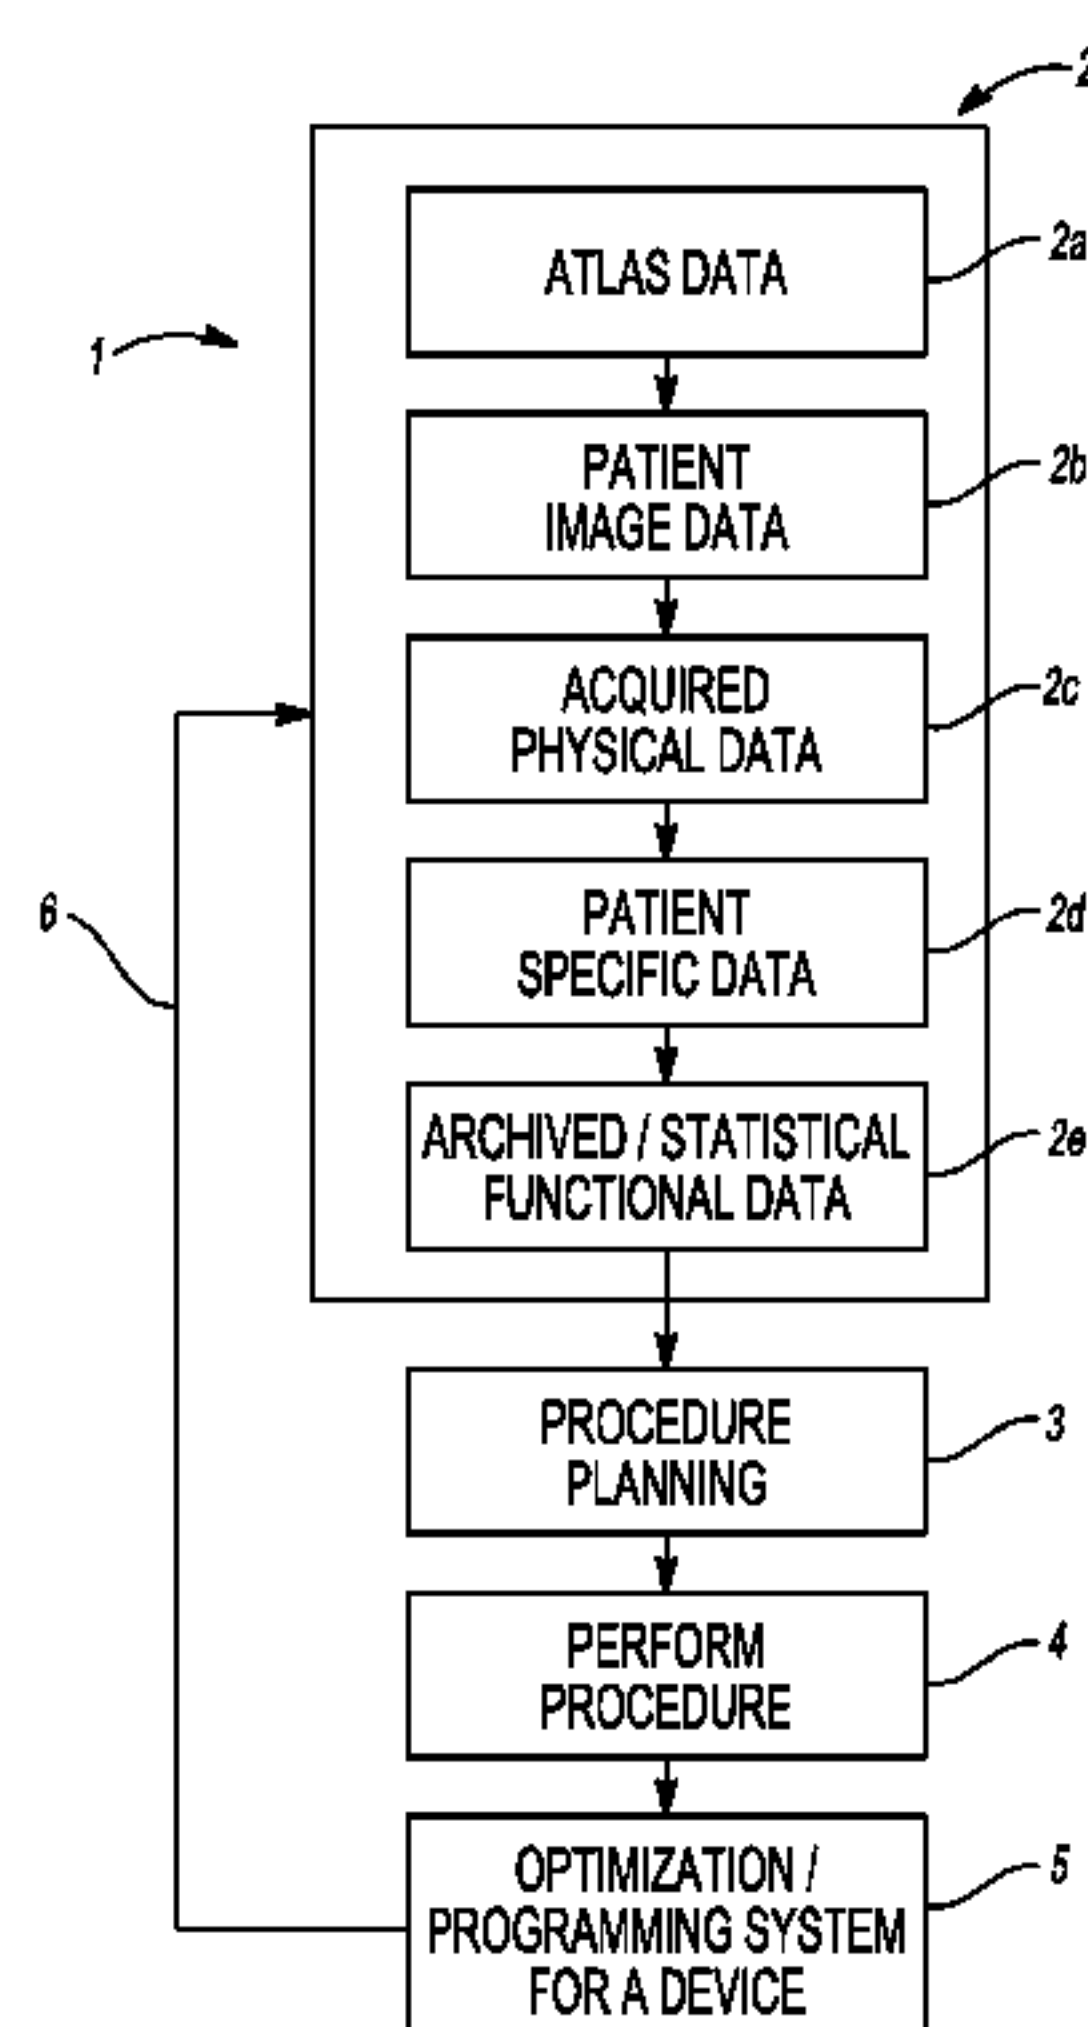 2
ATLAS DATA
2a
1
PATIENT
IMAGE DATA
2b
ACQUIRED
PHYSICAL DATA
2c
6
PATIENT
SPECIFIC DATA
2d
ARCHIVED / STATISTICAL
FUNCTIONAL DATA
2e
PROCEDURE
PLANNING
3
PERFORM
PROCEDURE
4
OPTIMIZATION /
PROGRAMMING SYSTEM
FOR A DEVICE
5